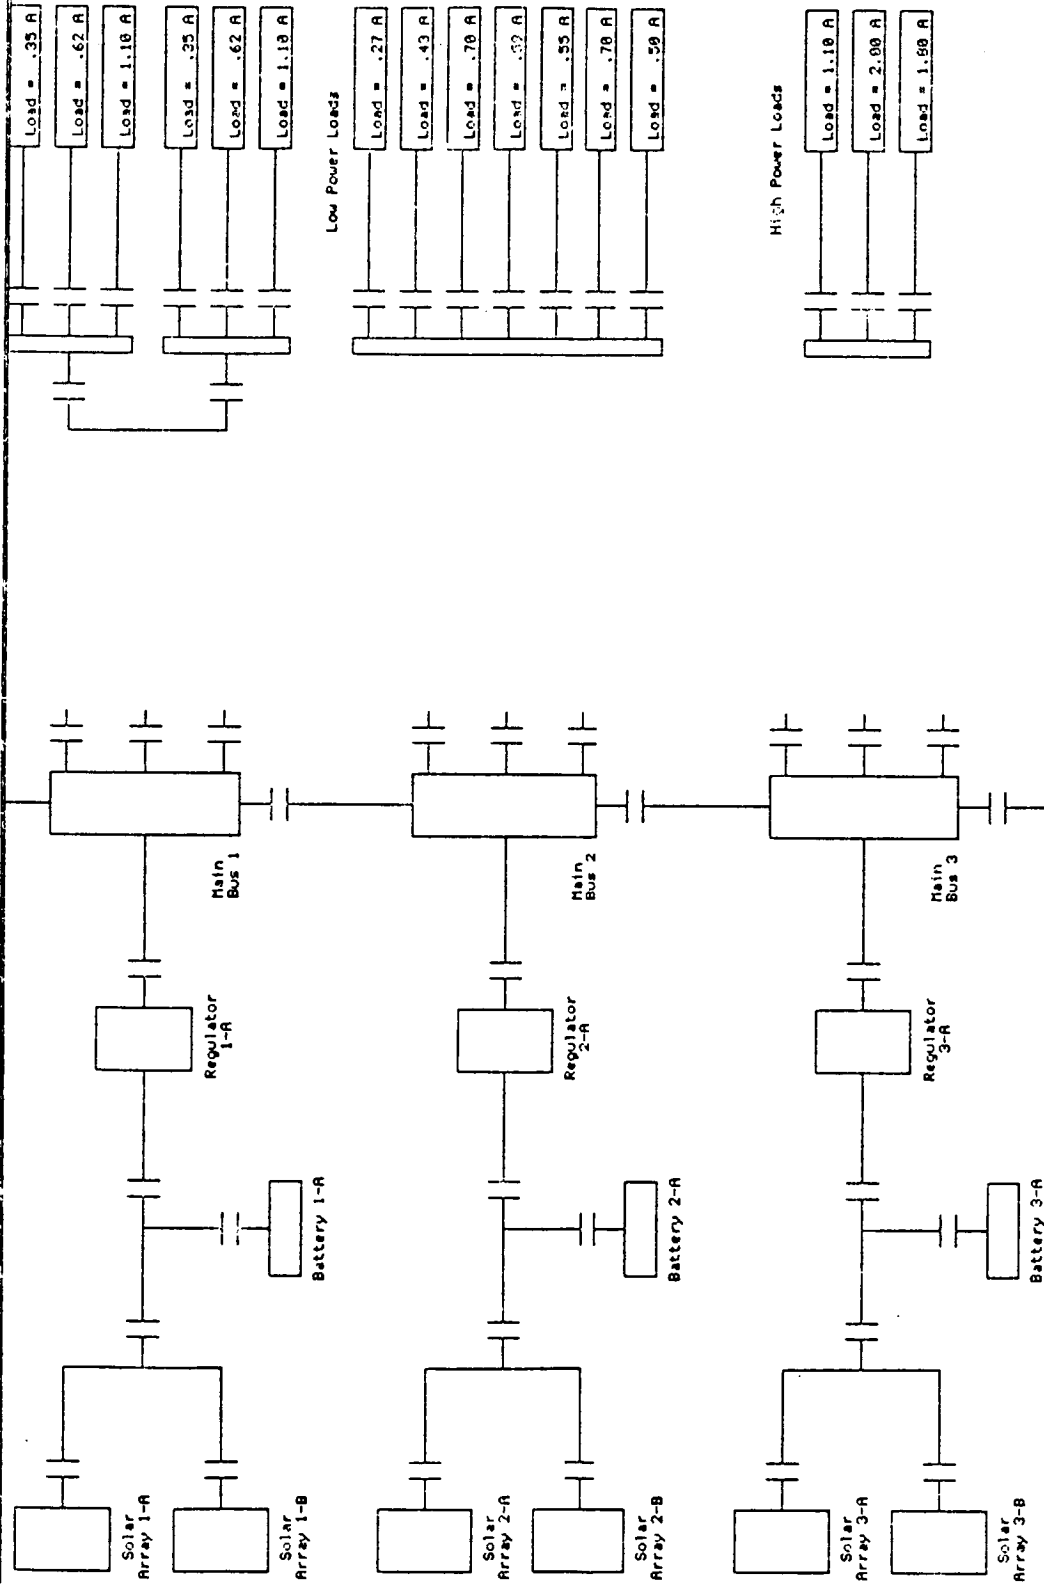 Solar
Array 1-A
Solar
Array 1-B
Battery 1-A
Regulator
1-A
Main
Bus 1
Load = .35 A
Load = .62 A
Load = 1.10 A
Load = .35 A
Load = .62 A
Load = 1.10 A
Solar
Array 2-A
Solar
Array 2-B
Battery 2-A
Regulator
2-A
Main
Bus 2
Low Power Loads
Load = .27 A
Load = .43 A
Load = .70 A
Load = A
Load = .55 A
Load = .70 A
Load = .50 A
Solar
Array 3-A
Solar
Array 3-B
Battery 3-A
Regulator
3-A
Main
Bus 3
High Power Loads
Load = 1.10 A
Load = 2.00 A
Load = 1.80 A